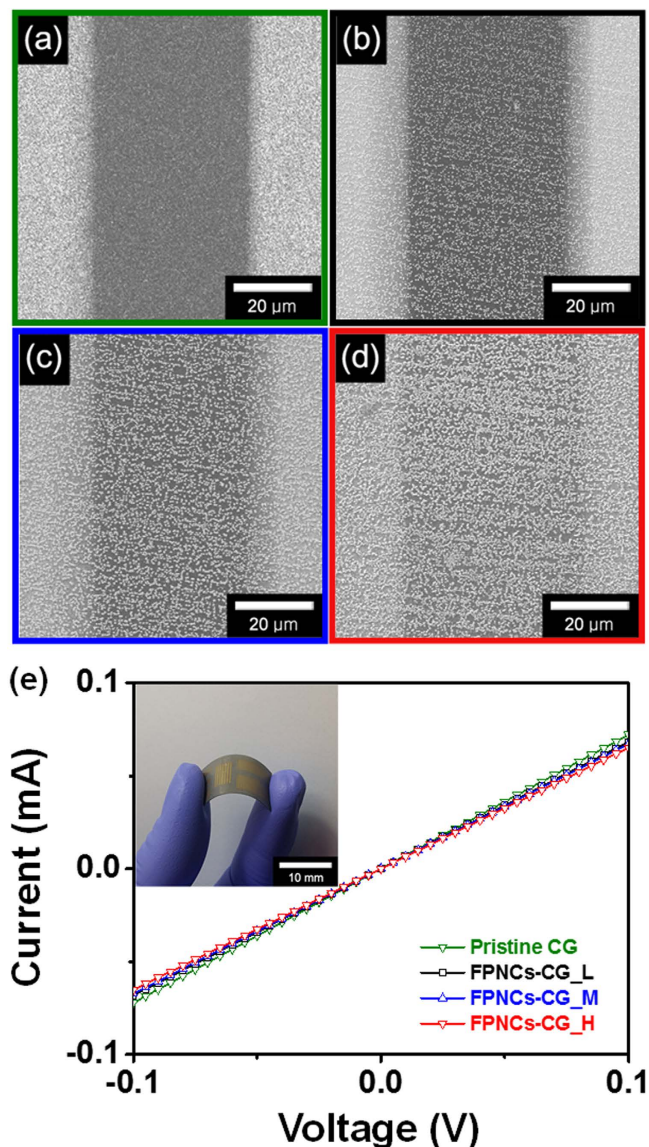 (a)
(b)
20 µm
20 µm
(c)
(d)
20 µm
20 µm
(e)
0.1
0.0
-0.1
Current (mA)
10 mm
Pristine CG
FPNCs-CG_L
FPNCs-CG_M
FPNCs-CG_H
-0.1
0.0
0.1
Voltage (V)